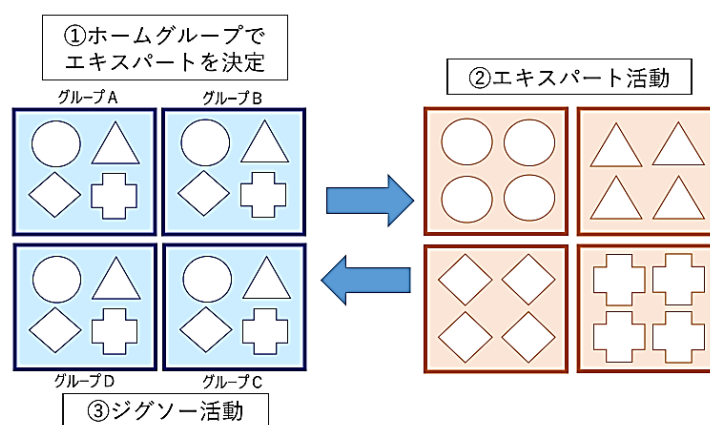 ①ホームグループで
エキスパートを決定
グループA
グループB
②エキスパート活動
グループD
グループC
③ジグソー活動